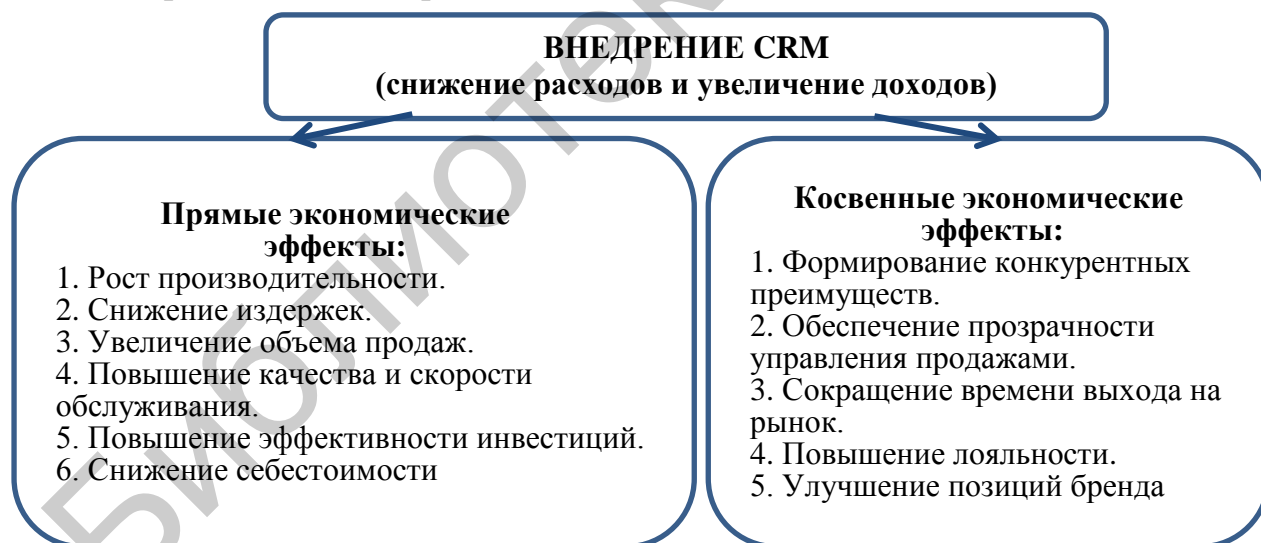 ВНЕДРЕНИЕ CRM
(снижение расходов и увеличение доходов)
Прямые экономические
эффекты:
1. Рост производительности.
2. Снижение издержек.
3. Увеличение объема продаж.
4. Повышение качества и скорости
обслуживания.
5. Повышение эффективности инвестиций.
6. Снижение себестоимости
Косвенные экономические
эффекты:
1. Формирование конкурентных
преимуществ.
2. Обеспечение прозрачности
управления продажами.
3. Сокращение времени выхода на
рынок.
4. Повышение лояльности.
5. Улучшение позиций бренда
Библиотек